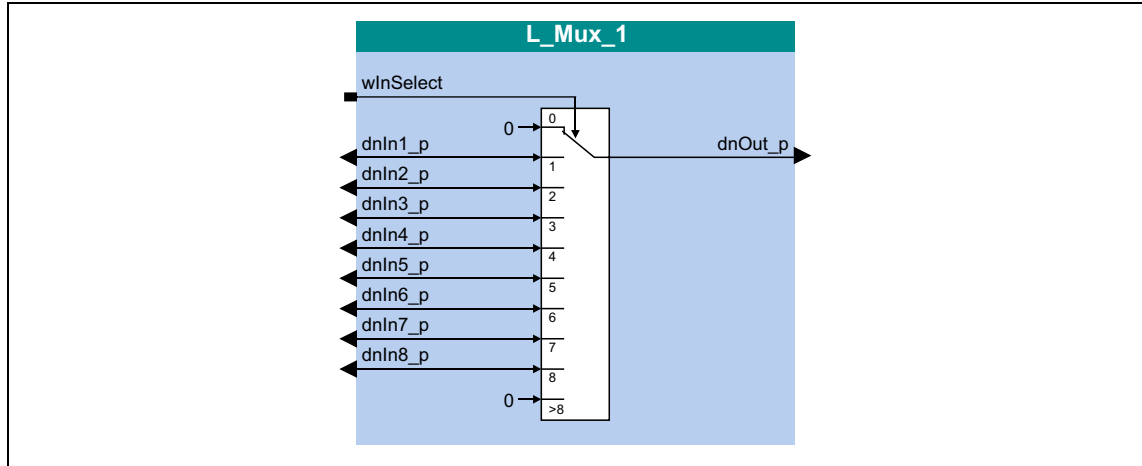 L_Mux_1
wInSelect
0
0
dnIn1_p
dnOut_p
1
dnIn2_p
2
dnIn3_p
3
dnIn4_p
4
dnIn5_p
5
dnIn6_p
6
dnIn7_p
7
dnIn8_p
8
0
>8